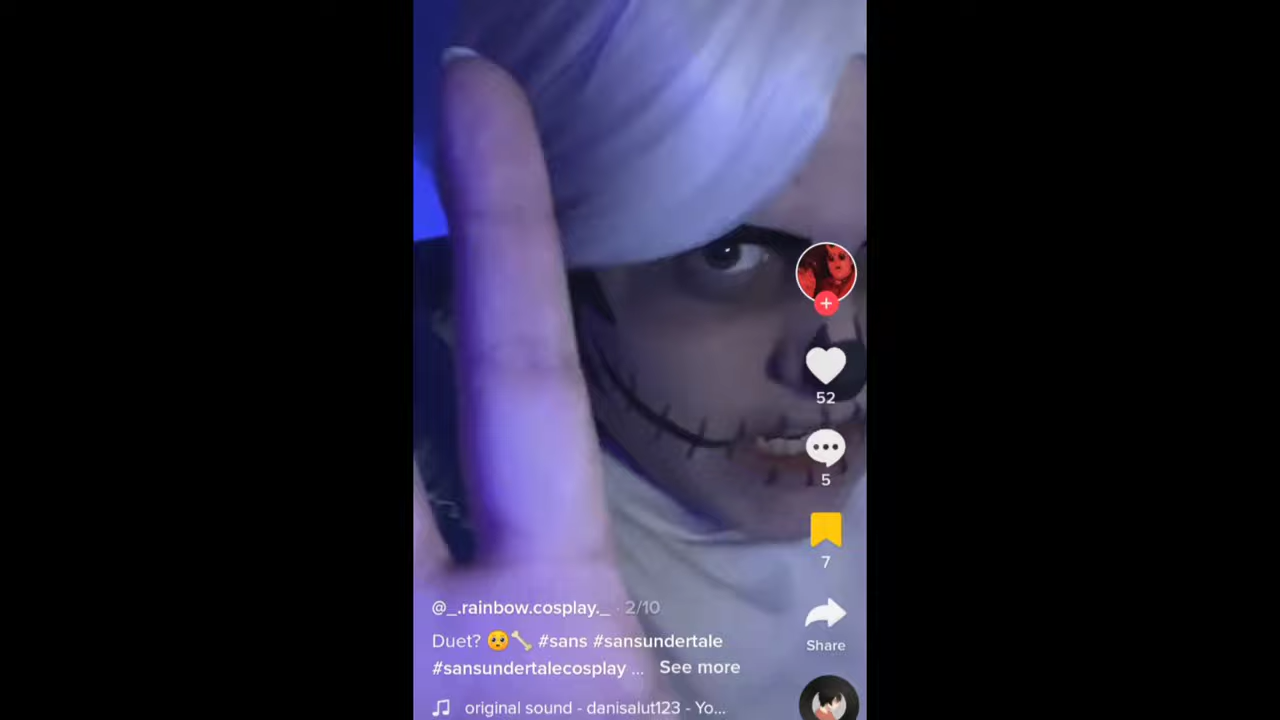 52
5
7
@_.rainbow.cosplay._ · 2/10
Share
Duet? 🥺🦴 #sans #sansundertale
#sansundertalecosplay ... See more
original sound - danisalut123 - Yo...